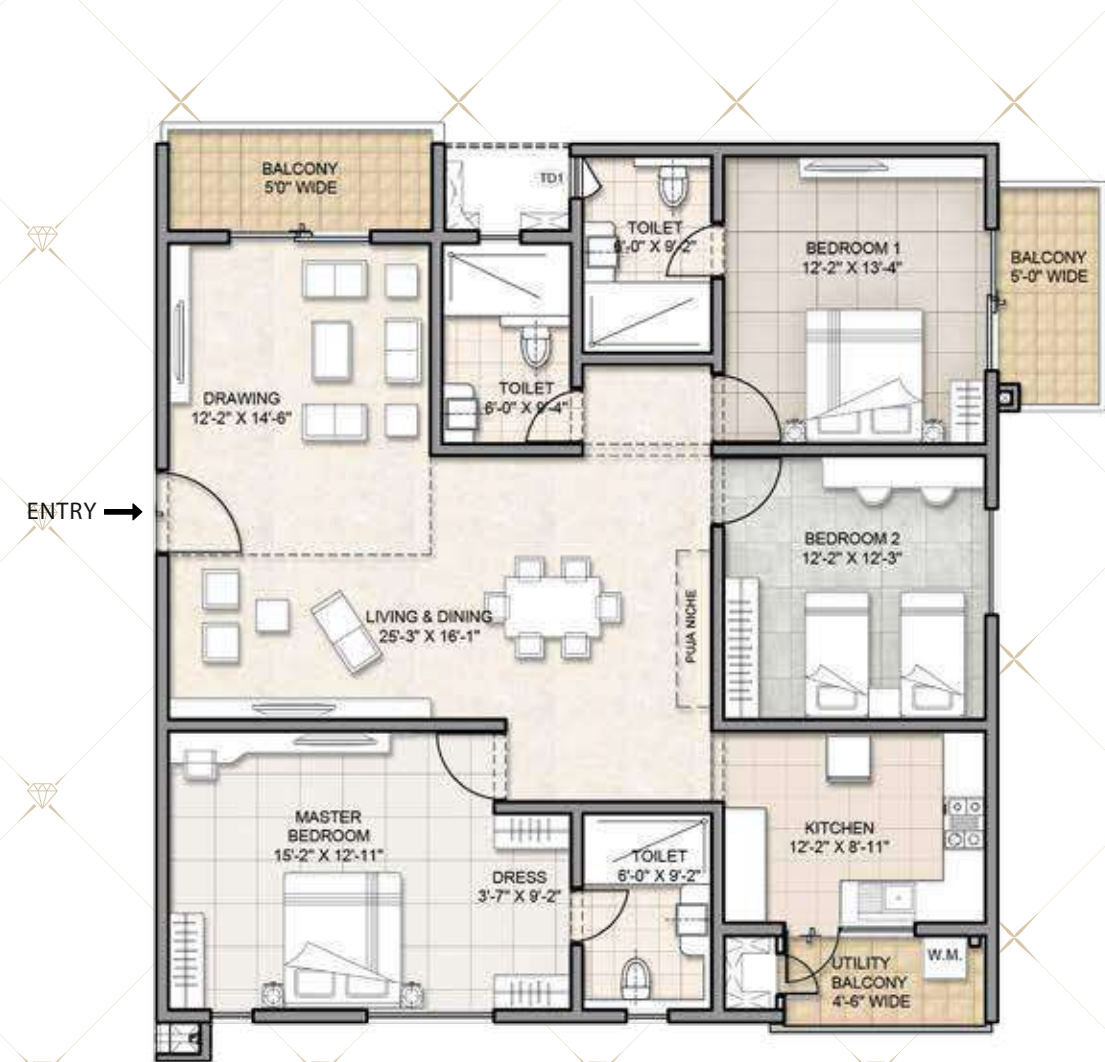 BALCONY
5'0" WIDE
TD1
TOILET
6'-0" X 9'-2"
BEDROOM 1
12'-2" X 13'-4"
BALCONY
5'-0" WIDE
DRAWING
12'-2" X 14'-6"
TOILET
6'-0" X 9'-4"
ENTRY
BEDROOM 2
12'-2" X 12'-3"
LIVING & DINING
25'-3" X 16'-1"
PUJA NICHE
MASTER
BEDROOM
15'-2" X 12'-11"
DRESS
3'-7" X 9'-2"
TOILET
6'-0" X 9'-2"
KITCHEN
12'-2" X 8'-11"
W.M.
UTILITY
BALCONY
4'-6" WIDE